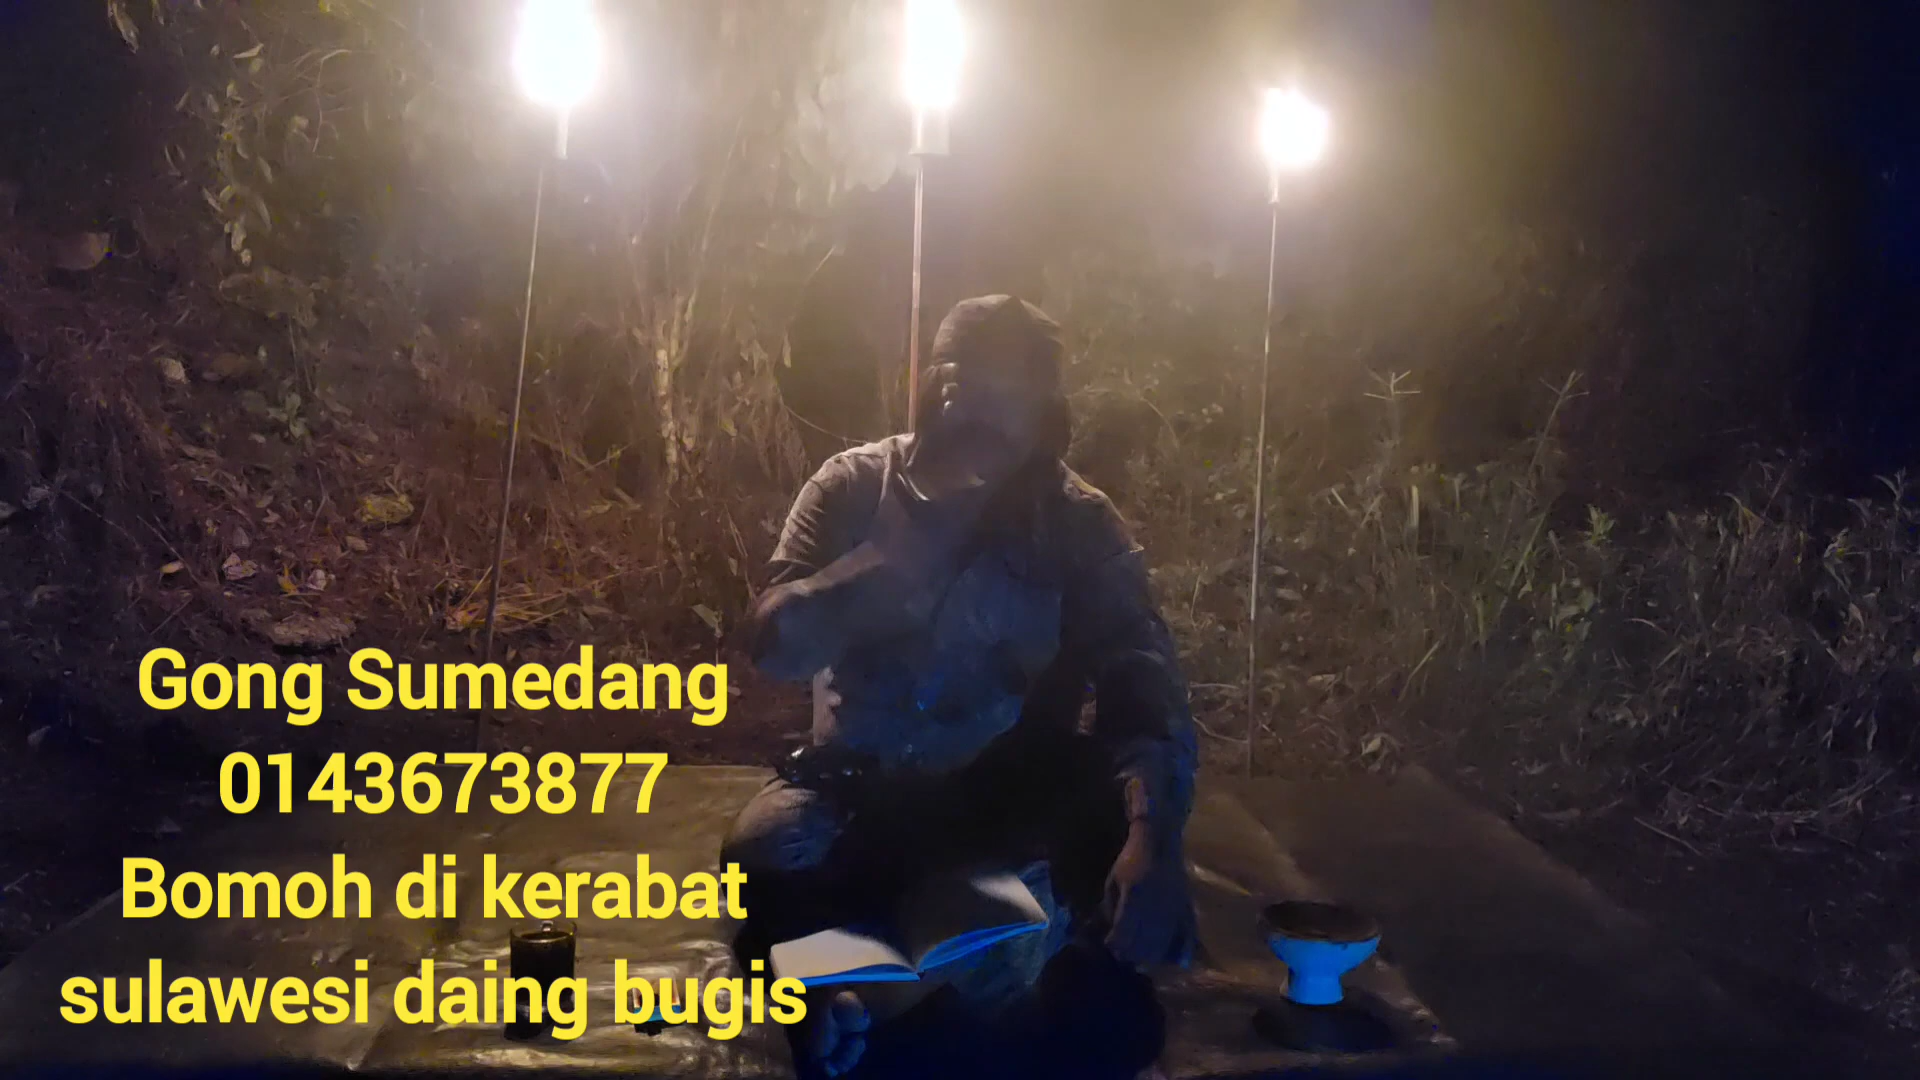 Gong Sumedang
0143673877
Bomoh di kerabat
sulawesi daing bugis